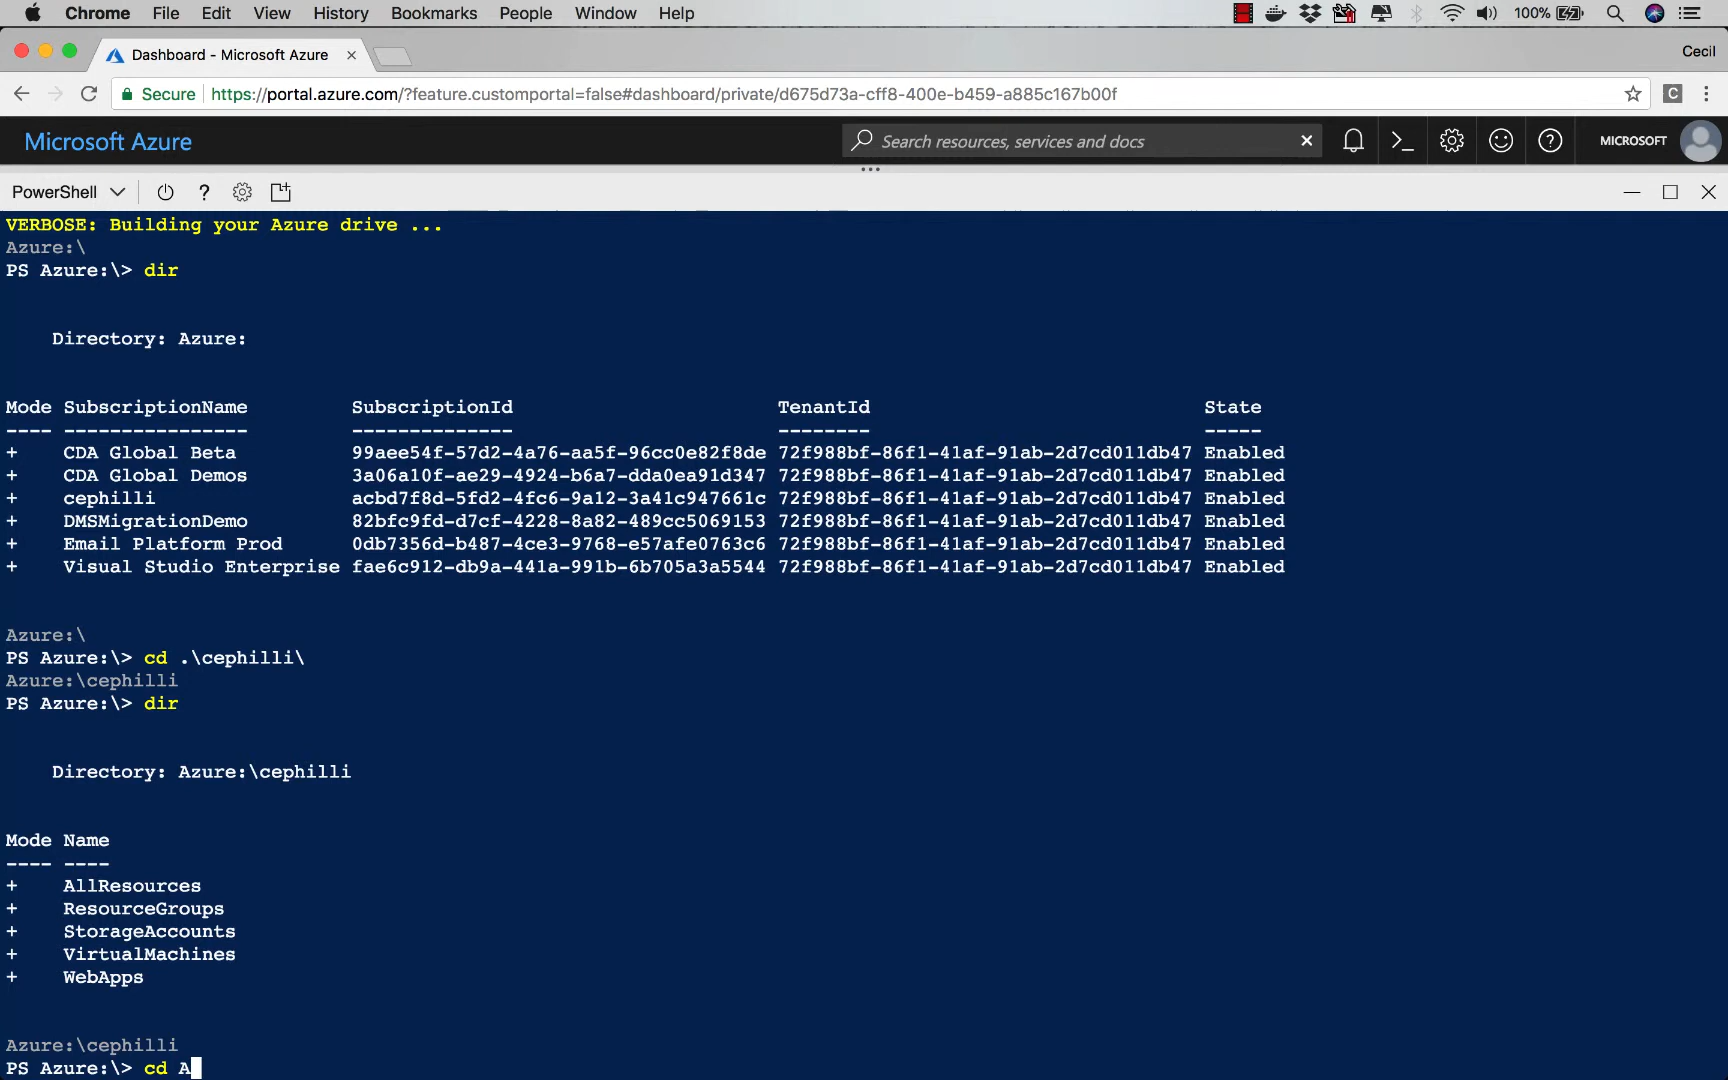 Chrome File Edit View History Bookmarks People Window Help 100%
Dashboard - Microsoft Azure Cecil
Secure https://portal.azure.com/?feature.customportal=false#dashboard/private/d675d73a-cff8-400e-b459-a885c167b00f C
Microsoft Azure Search resources, services and docs MICROSOFT
PowerShell ?
VERBOSE: Building your Azure drive ...
Azure:\
PS Azure:\> dir
Directory: Azure:
Mode SubscriptionName SubscriptionId TenantId State
---- ---------------- -------------- -------- -----
+ CDA Global Beta 99aee54f-57d2-4a76-aa5f-96cc0e82f8de 72f988bf-86f1-41af-91ab-2d7cd011db47 Enabled
+ CDA Global Demos 3a06a10f-ae29-4924-b6a7-dda0ea91d347 72f988bf-86f1-41af-91ab-2d7cd011db47 Enabled
+ cephilli acbd7f8d-5fd2-4fc6-9a12-3a41c947661c 72f988bf-86f1-41af-91ab-2d7cd011db47 Enabled
+ DMSMigrationDemo 82bfc9fd-d7cf-4228-8a82-489cc5069153 72f988bf-86f1-41af-91ab-2d7cd011db47 Enabled
+ Email Platform Prod 0db7356d-b487-4ce3-9768-e57afe0763c6 72f988bf-86f1-41af-91ab-2d7cd011db47 Enabled
+ Visual Studio Enterprise fae6c912-db9a-441a-991b-6b705a3a5544 72f988bf-86f1-41af-91ab-2d7cd011db47 Enabled
Azure:\
PS Azure:\> cd .\cephilli\
Azure:\cephilli
PS Azure:\> dir
Directory: Azure:\cephilli
Mode Name
---- ----
+ AllResources
+ ResourceGroups
+ StorageAccounts
+ VirtualMachines
+ WebApps
Azure:\cephilli
PS Azure:\> cd A